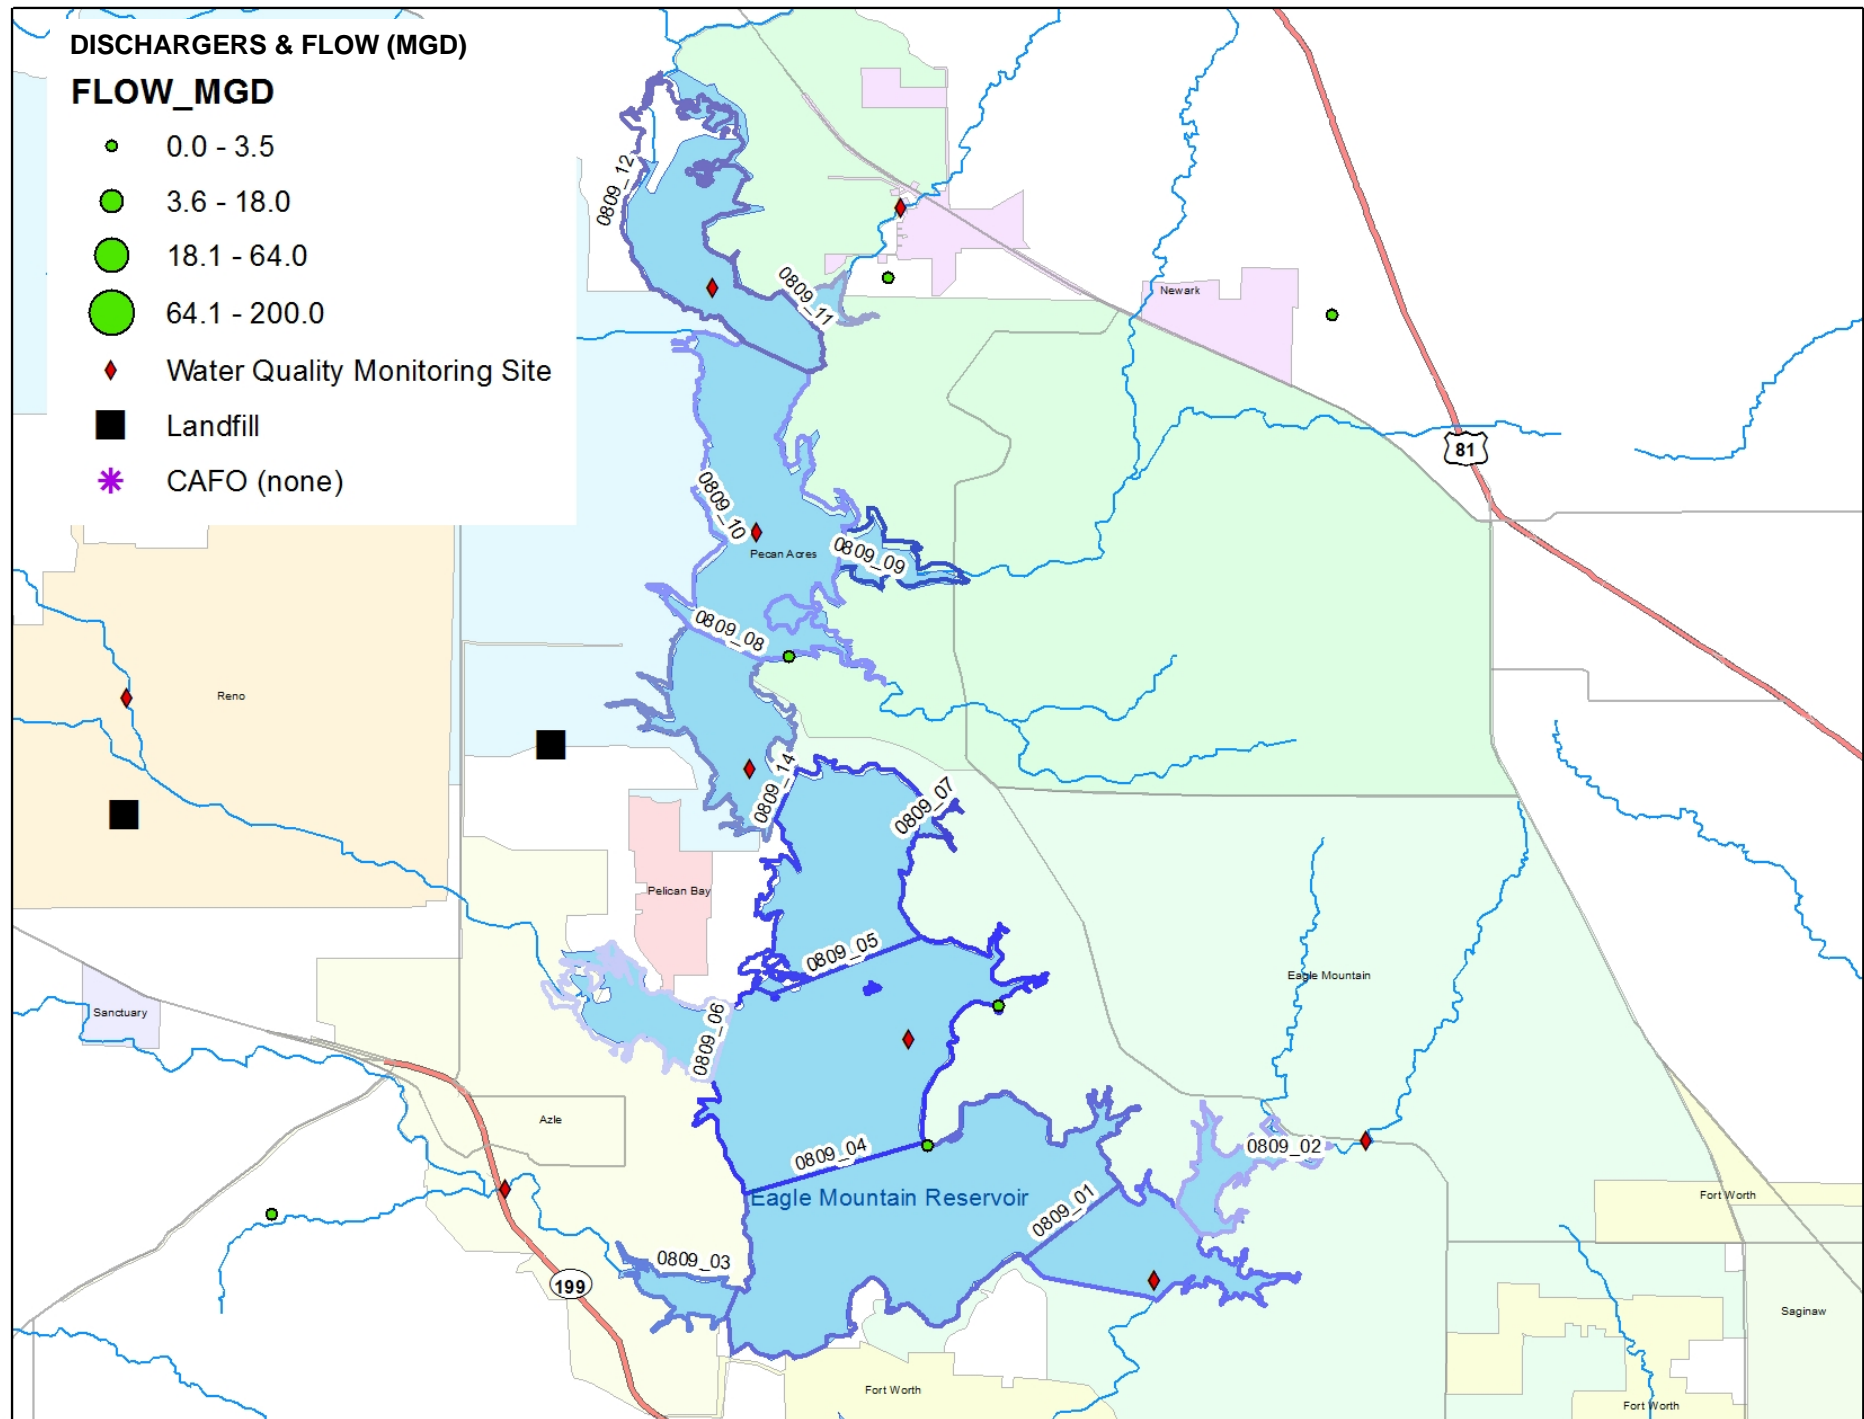 DISCHARGERS & FLOW (MGD)
FLOW_MGD
0.0 - 3.5
3.6 - 18.0
18.1 - 64.0
64.1 - 200.0
Water Quality Monitoring Site
Landfill
CAFO (none)
0809_12
0809_11
Newark
81
0809_10
Pecan Acres
0809_09
0809_08
Reno
0809_14
0809_07
Pelican Bay
0809_05
Eagle Mountain
Sanctuary
0809_06
Azle
0809_04
0809_02
Eagle Mountain Reservoir
0809_01
Fort Worth
0809_03
199
Saginaw
Fort Worth
Fort Worth